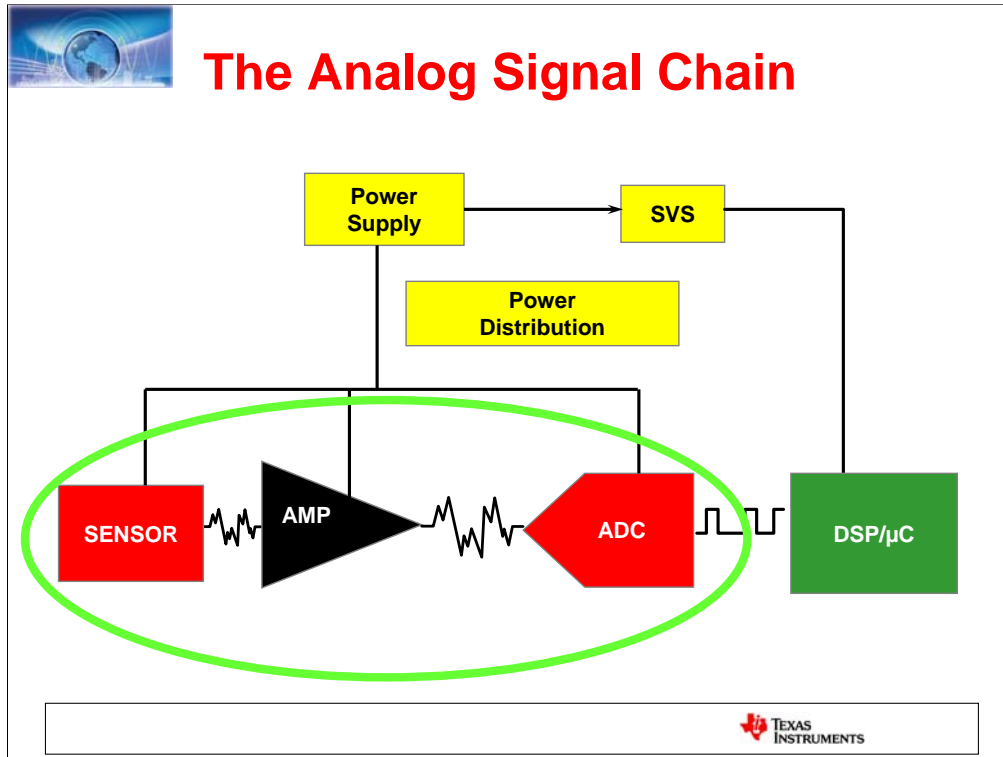 The Analog Signal Chain
Power
Supply
SVS
Power
Distribution
SENSOR
AMP
ADC
DSP/µC
TEXAS
INSTRUMENTS